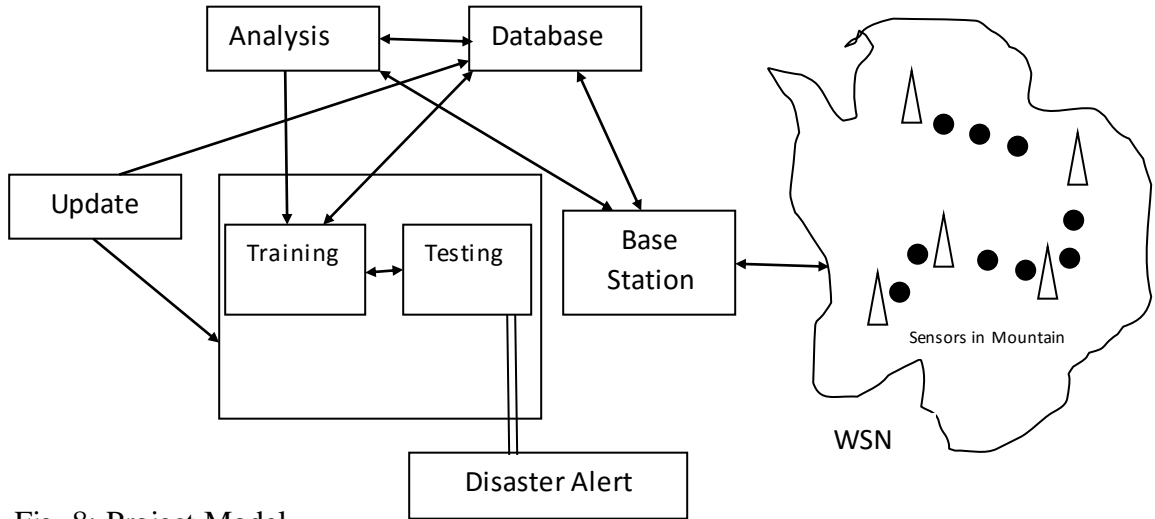 Analysis
Database
Update
Training
Testing
Base
Station
Sensors in Mountain
WSN
Disaster Alert
Fig. 8: Project Model